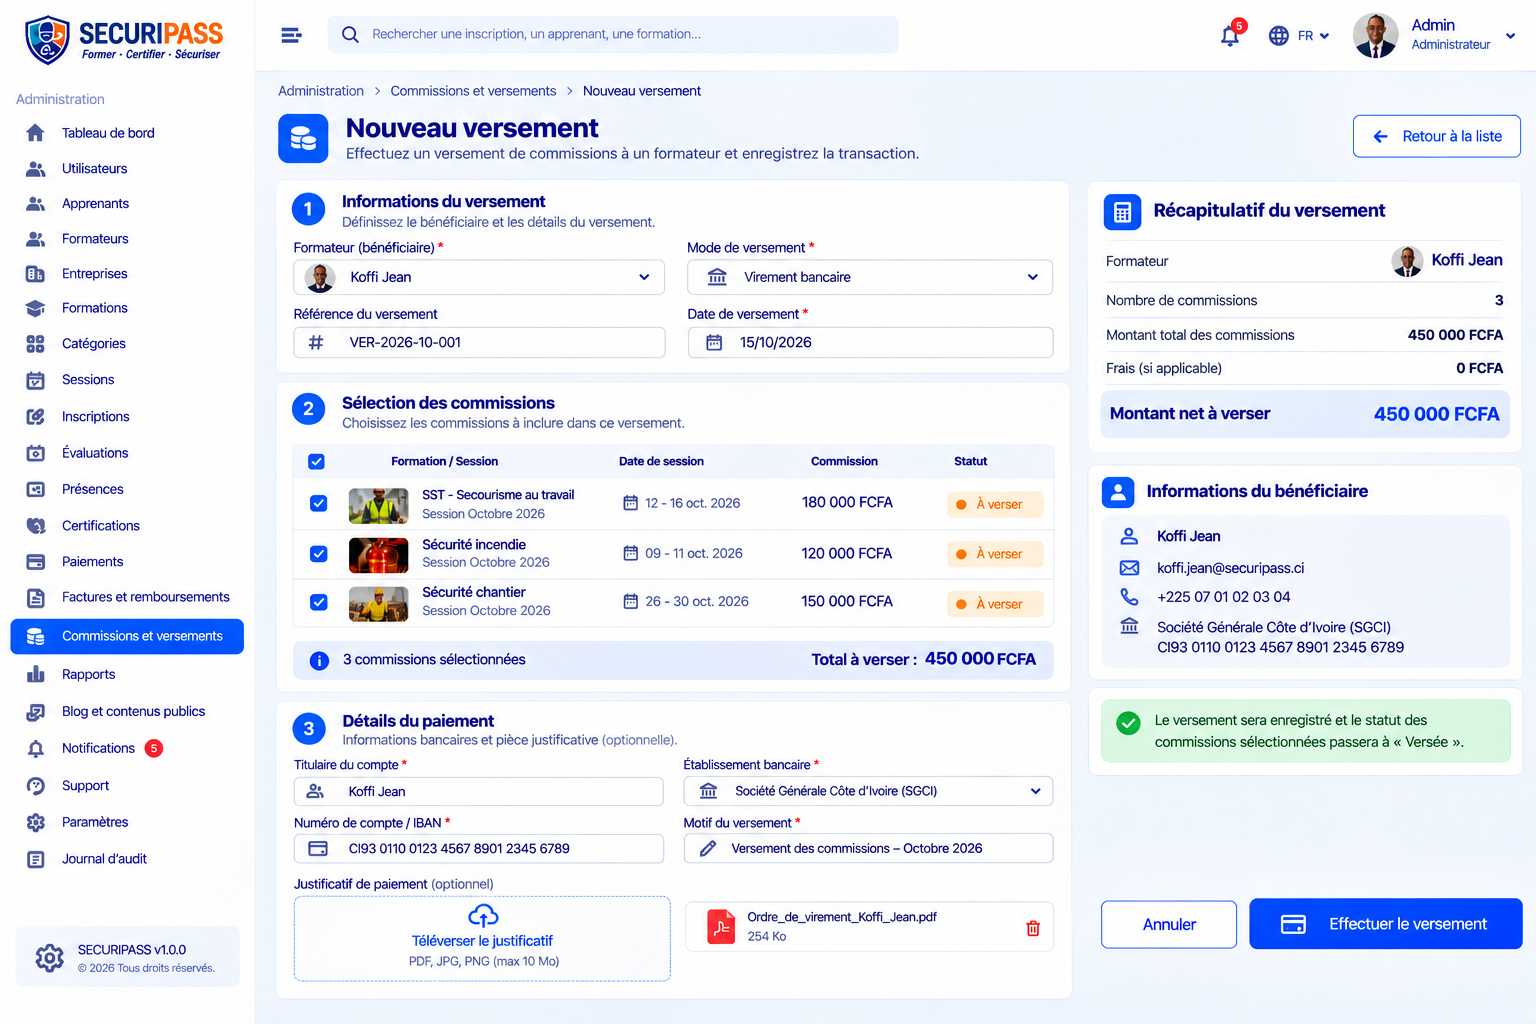 SECURIPASS
Former · Certifier · Sécuriser
Rechercher une inscription, un apprenant, une formation...
5
FR
Admin
Administrateur
Administration
Tableau de bord
Utilisateurs
Apprenants
Formateurs
Entreprises
Formations
Catégories
Sessions
Inscriptions
Évaluations
Présences
Certifications
Paiements
Factures et remboursements
Commissions et versements
Rapports
Blog et contenus publics
Notifications 5
Support
Paramètres
Journal d'audit
SECURIPASS v1.0.0
© 2026 Tous droits réservés.
Administration > Commissions et versements > Nouveau versement
Nouveau versement
Effectuez un versement de commissions à un formateur et enregistrez la transaction.
Retour à la liste
1 Informations du versement
Définissez le bénéficiaire et les détails du versement.
Formateur (bénéficiaire) *
Koffi Jean
Mode de versement *
Virement bancaire
Référence du versement
# VER-2026-10-001
Date de versement *
15/10/2026
2 Sélection des commissions
Choisissez les commissions à inclure dans ce versement.
Formation / Session Date de session Commission Statut
SST - Secourisme au travail
Session Octobre 2026
12 - 16 oct. 2026 180 000 FCFA À verser
Sécurité incendie
Session Octobre 2026
09 - 11 oct. 2026 120 000 FCFA À verser
Sécurité chantier
Session Octobre 2026
26 - 30 oct. 2026 150 000 FCFA À verser
3 commissions sélectionnées Total à verser : 450 000 FCFA
3 Détails du paiement
Informations bancaires et pièce justificative (optionnelle).
Titulaire du compte *
Koffi Jean
Établissement bancaire *
Société Générale Côte d'Ivoire (SGCI)
Numéro de compte / IBAN *
CI93 0110 0123 4567 8901 2345 6789
Motif du versement *
Versement des commissions – Octobre 2026
Justificatif de paiement (optionnel)
Téléverser le justificatif
PDF, JPG, PNG (max 10 Mo)
Ordre_de_virement_Koffi_Jean.pdf
254 Ko
Récapitulatif du versement
Formateur Koffi Jean
Nombre de commissions 3
Montant total des commissions 450 000 FCFA
Frais (si applicable) 0 FCFA
Montant net à verser 450 000 FCFA
Informations du bénéficiaire
Koffi Jean
koffi.jean@securipass.ci
+225 07 01 02 03 04
Société Générale Côte d'Ivoire (SGCI)
CI93 0110 0123 4567 8901 2345 6789
Le versement sera enregistré et le statut des
commissions sélectionnées passera à « Versée ».
Annuler
Effectuer le versement